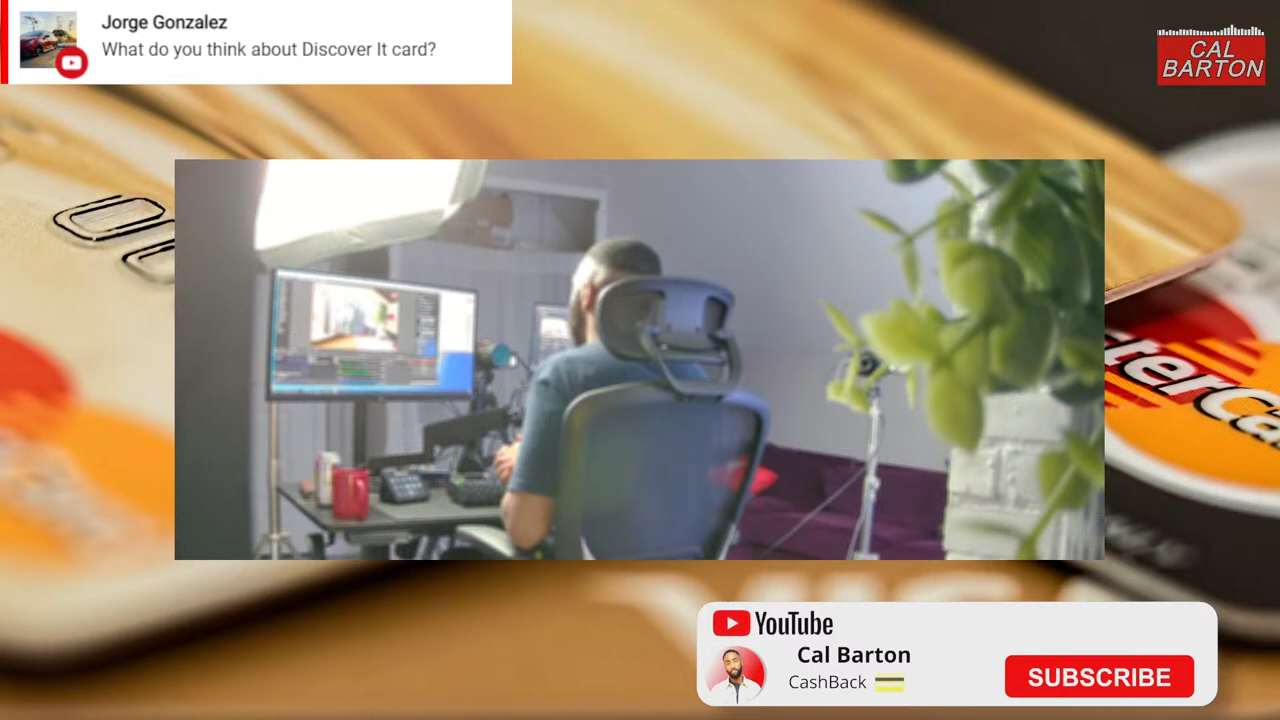 Jorge Gonzalez
What do you think about Discover It card?
CAL
BARTON
YouTube
Cal Barton
CashBack
SUBSCRIBE